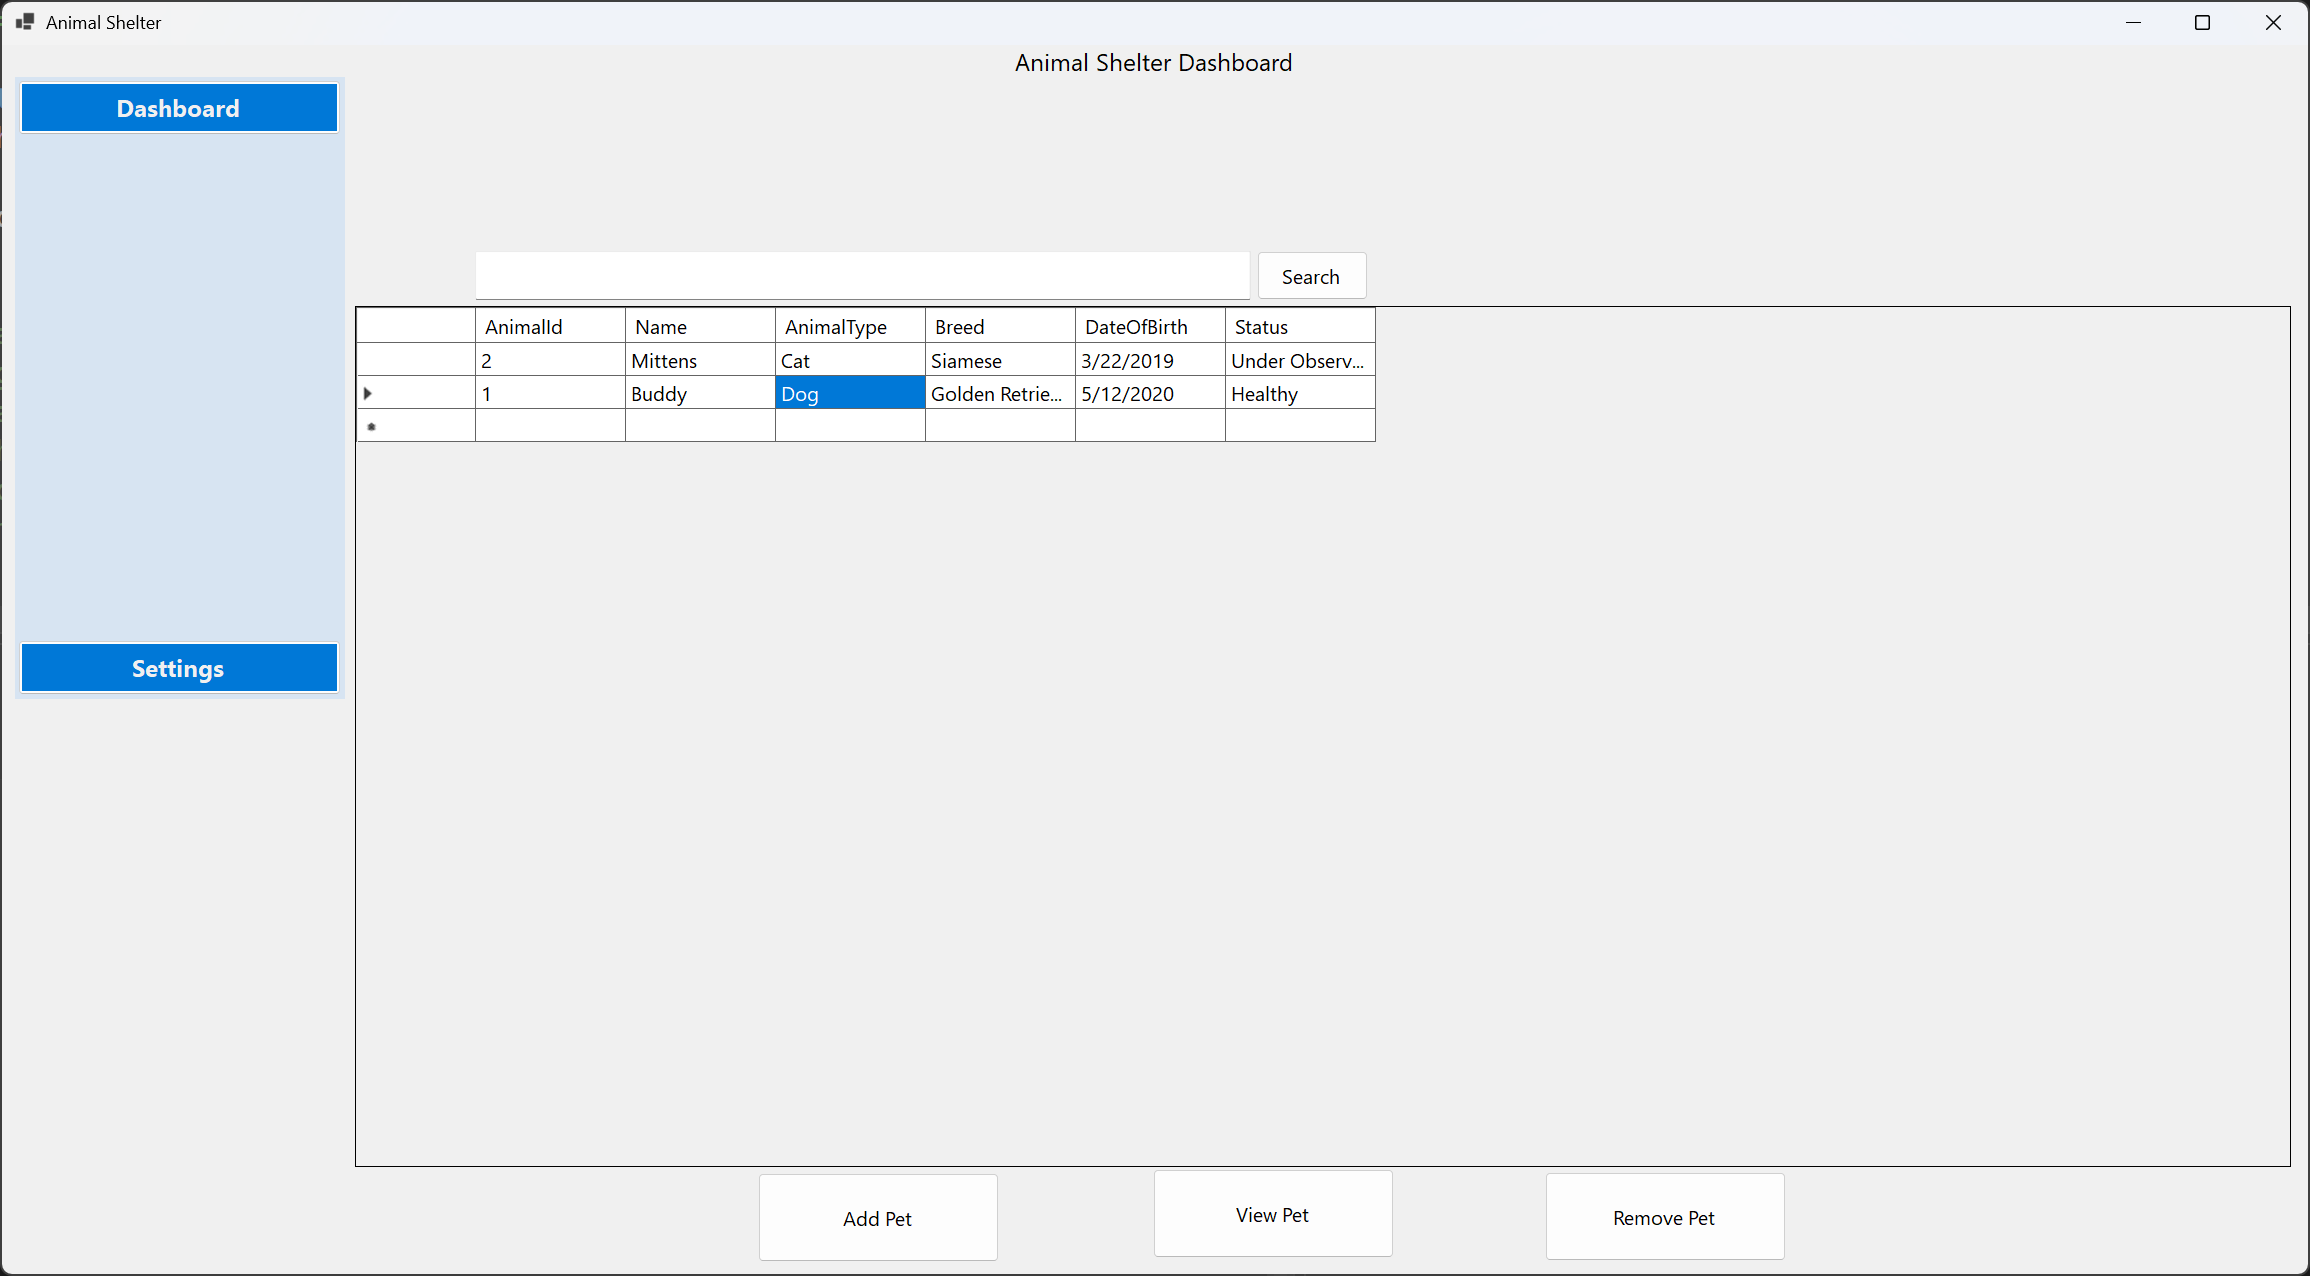 Animal Shelter
Animal Shelter Dashboard
Dashboard
Search
AnimalId Name AnimalType Breed DateOfBirth Status
2 Mittens Cat Siamese 3/22/2019 Under Observ...
1 Buddy Dog Golden Retrie... 5/12/2020 Healthy
Settings
Add Pet View Pet Remove Pet